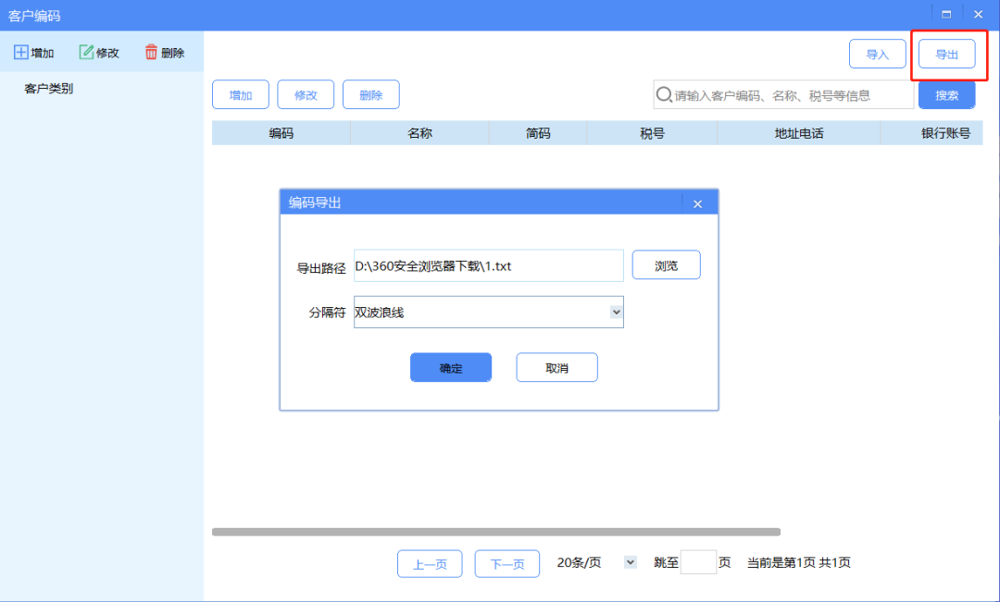 客户编码
增加 修改 删除
客户类别
导入 导出
增加 修改 删除 请输入客户编码、名称、税号等信息 搜索
编码 名称 简码 税号 地址电话 银行账号
编码导出
导出路径 D:\360安全浏览器下载\1.txt 浏览
分隔符 双波浪线
确定 取消
上一页 下一页 20条/页 跳至 页 当前是第1页 共1页